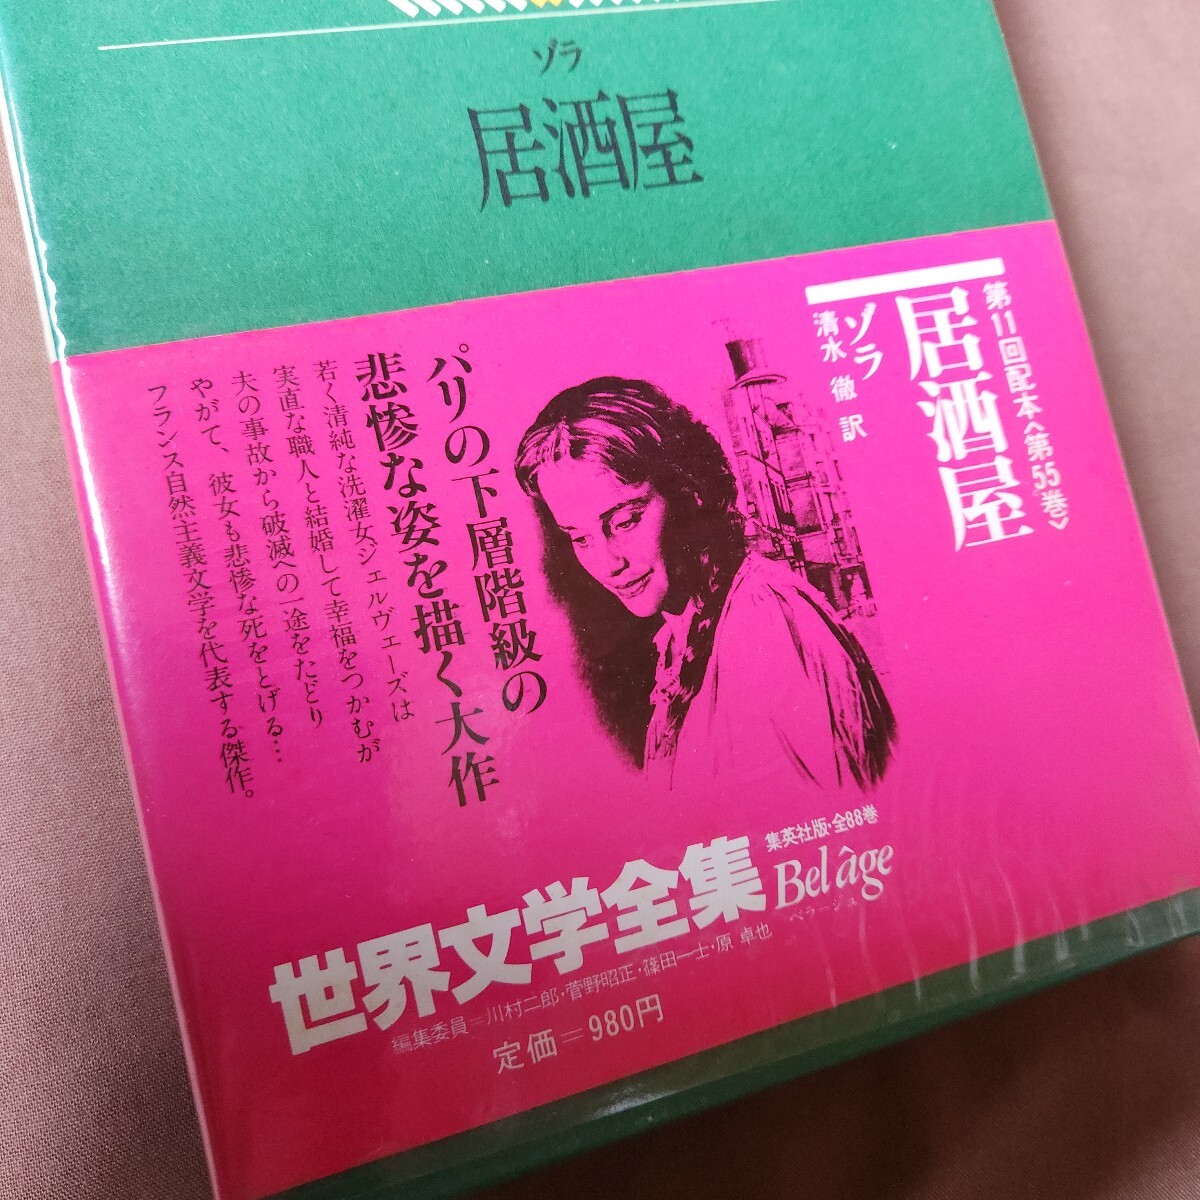 ゾラ
居酒屋
第11回配本〈第55巻〉
居酒屋
ゾラ
清水 徹 訳
パリの下層階級の
悲惨な姿を描く大作
若く清純な洗濯女ジェルヴェーズは
実直な職人と結婚して幸福をつかむが
夫の事故から破滅への一途をたどり
やがて、彼女も悲惨な死をとげる…
フランス自然主義文学を代表する傑作。
集英社版・全88巻
世界文学全集
Bel âge
ベラージュ
編集委員=川村二郎・菅野昭正・篠田一士・原 卓也
定価=980円